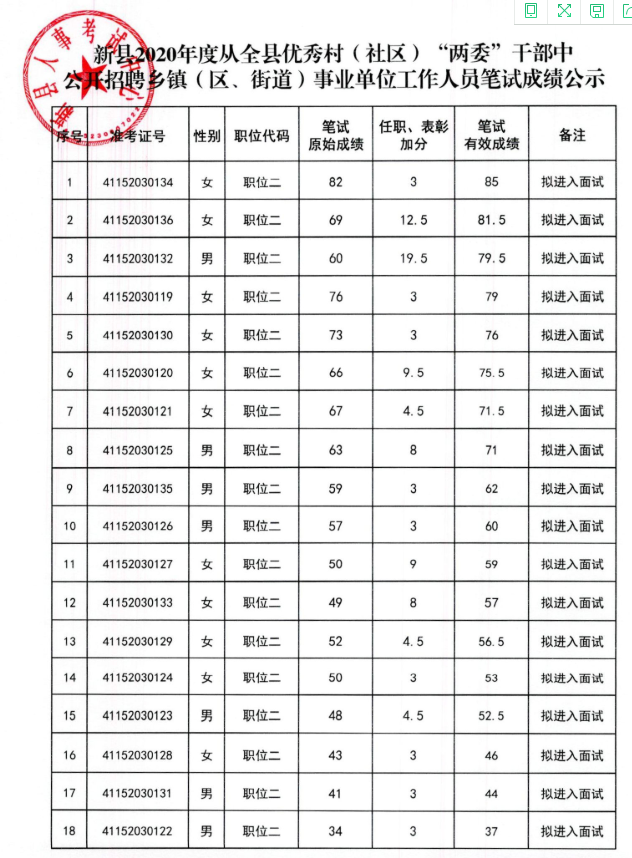 新县2020年度从全县优秀村（社区）“两委”干部中
公开招聘乡镇（区、街道）事业单位工作人员笔试成绩公示
新县人事考试中心
序号 准考证号 性别 职位代码 笔试原始成绩 任职、表彰加分 笔试有效成绩 备注
1 41152030134 女 职位二 82 3 85 拟进入面试
2 41152030136 女 职位二 69 12.5 81.5 拟进入面试
3 41152030132 男 职位二 60 19.5 79.5 拟进入面试
4 41152030119 女 职位二 76 3 79 拟进入面试
5 41152030130 女 职位二 73 3 76 拟进入面试
6 41152030120 女 职位二 66 9.5 75.5 拟进入面试
7 41152030121 女 职位二 67 4.5 71.5 拟进入面试
8 41152030125 男 职位二 63 8 71 拟进入面试
9 41152030135 男 职位二 59 3 62 拟进入面试
10 41152030126 男 职位二 57 3 60 拟进入面试
11 41152030127 女 职位二 50 9 59 拟进入面试
12 41152030133 女 职位二 49 8 57 拟进入面试
13 41152030129 女 职位二 52 4.5 56.5 拟进入面试
14 41152030124 女 职位二 50 3 53 拟进入面试
15 41152030123 男 职位二 48 4.5 52.5 拟进入面试
16 41152030128 女 职位二 43 3 46 拟进入面试
17 41152030131 男 职位二 41 3 44 拟进入面试
18 41152030122 男 职位二 34 3 37 拟进入面试